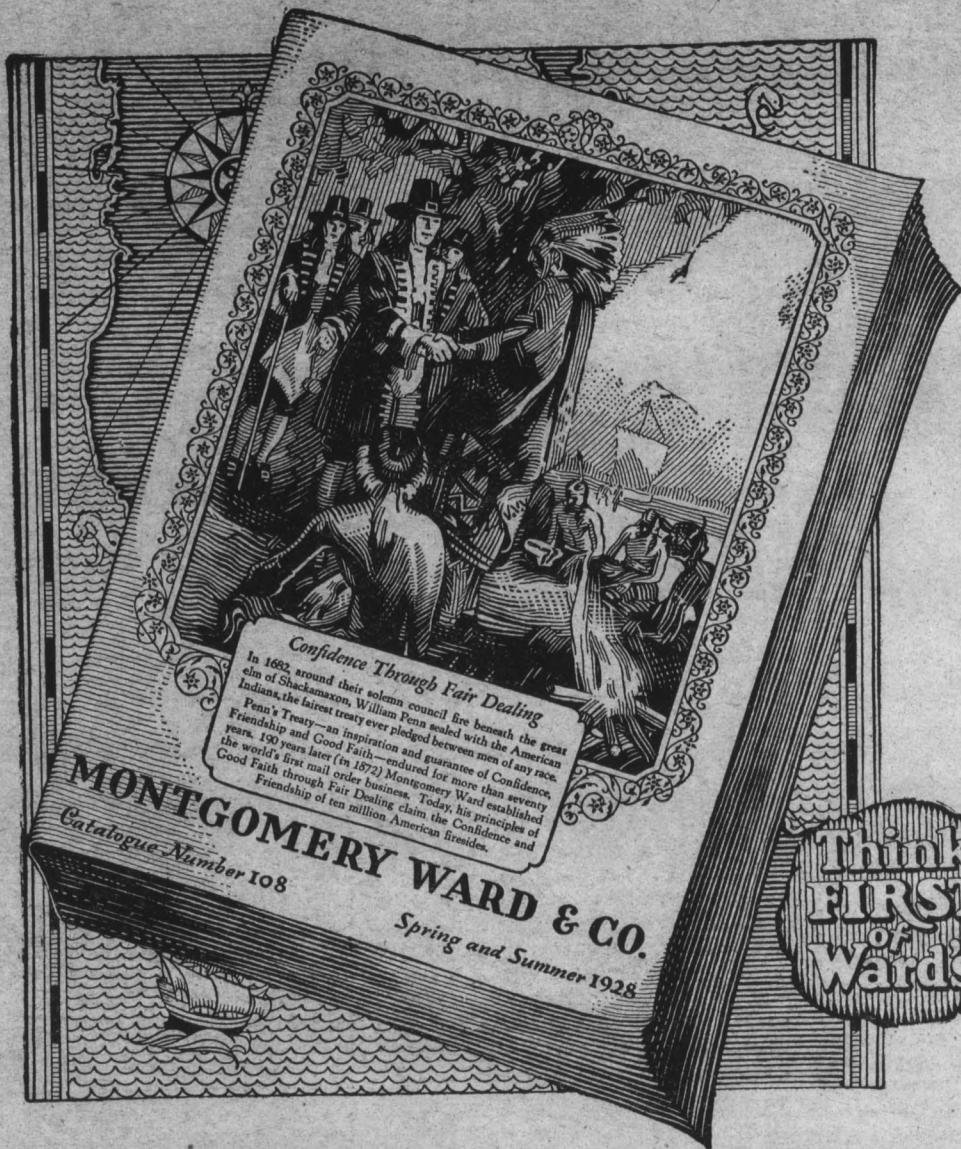 Confidence Through Fair Dealing
In 1682, around their solemn council fire beneath the great
elm of Shackamaxon, William Penn sealed with the American
Indians, the fairest treaty ever pledged between men of any race.
Penn's Treaty—an inspiration and guarantee of Confidence,
Friendship and Good Faith—endured for more than seventy
years. 190 years later (in 1872) Montgomery Ward established
the world's first mail order business. Today, his principles of
Good Faith through Fair Dealing claim the Confidence and
Friendship of ten million American firesides.
MONTGOMERY WARD & CO.
Catalogue Number 108
Spring and Summer 1928
Think
FIRST
of
Ward's